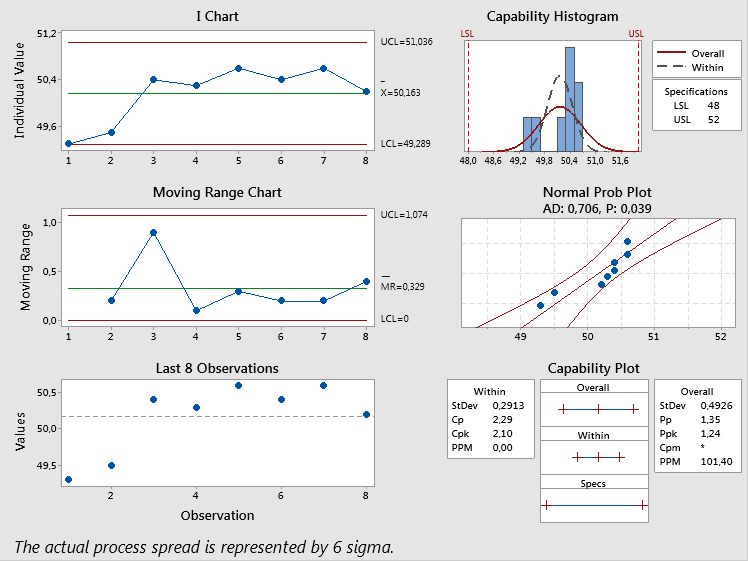 I Chart
Individual Value
51,2
50,4
49,6
1 2 3 4 5 6 7 8
UCL=51,036
_
X=50,163
LCL=49,289
Capability Histogram
LSL USL
48,0 48,6 49,2 49,8 50,4 51,0 51,6
Overall
Within
Specifications
LSL 48
USL 52
Moving Range Chart
Moving Range
1,0
0,5
0,0
1 2 3 4 5 6 7 8
UCL=1,074
__
MR=0,329
LCL=0
Normal Prob Plot
AD: 0,706, P: 0,039
49 50 51 52
Last 8 Observations
Values
50,5
50,0
49,5
2 4 6 8
Observation
Capability Plot
Within
StDev 0,2913
Cp 2,29
Cpk 2,10
PPM 0,00
Overall
Within
Specs
Overall
StDev 0,4926
Pp 1,35
Ppk 1,24
Cpm *
PPM 101,40
The actual process spread is represented by 6 sigma.